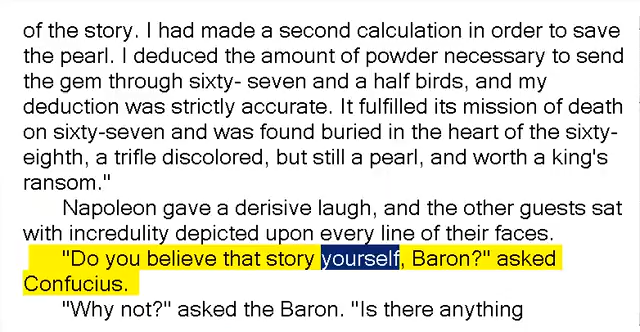 of the story. I had made a second calculation in order to save
the pearl. I deduced the amount of powder necessary to send
the gem through sixty- seven and a half birds, and my
deduction was strictly accurate. It fulfilled its mission of death
on sixty-seven and was found buried in the heart of the sixty-
eighth, a trifle discolored, but still a pearl, and worth a king's
ransom."
Napoleon gave a derisive laugh, and the other guests sat
with incredulity depicted upon every line of their faces.
"Do you believe that story yourself, Baron?" asked
Confucius.
"Why not?" asked the Baron. "Is there anything